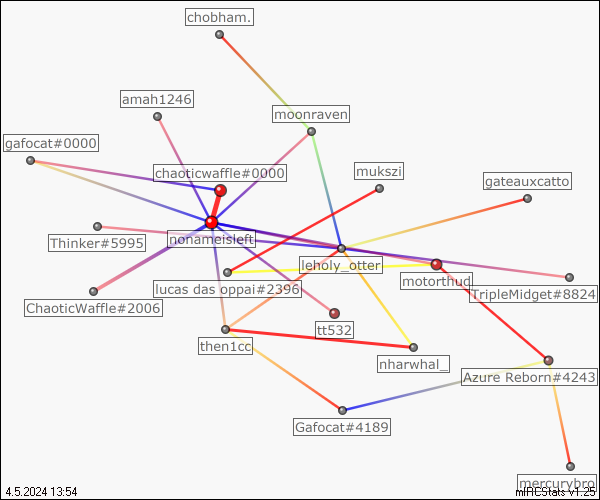 chobham.
amah1246
moonraven
gafocat#0000
chaoticwaffle#0000
mukszi
gateauxcatto
Thinker#5995
nonameisleft
leholy_otter
ChaoticWaffle#2006
lucas das oppai#2396
motorthud
TripleMidget#8824
tt532
then1cc
nharwhal_
Azure Reborn#4243
Gafocat#4189
mercurybro
4.5.2024 13:54
mIRCStats v1.25